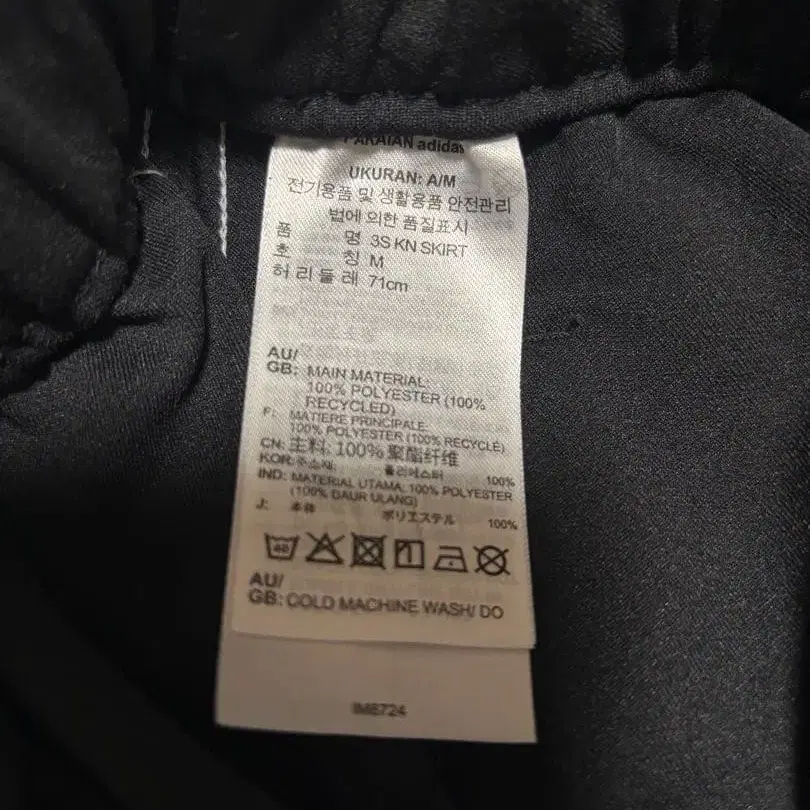 PAKAIAN adidas
UKURAN: A/M
전기용품 및 생활용품 안전관리
법에 의한 품질표시
품 명 3S KN SKIRT
호 칭 M
허리둘레 71cm
AU/
GB: MAIN MATERIAL:
100% POLYESTER (100%
RECYCLED)
F: MATIERE PRINCIPALE:
100% POLYESTER (100% RECYCLÉ)
CN: 主料: 100% 聚酯纤维
KOR: 주소재: 폴리에스터 100%
IND: MATERIAL UTAMA: 100% POLYESTER
(100% DAUR ULANG)
J: 本体 ポリエステル 100%
40
AU/
GB: COLD MACHINE WASH/ DO
IM8724